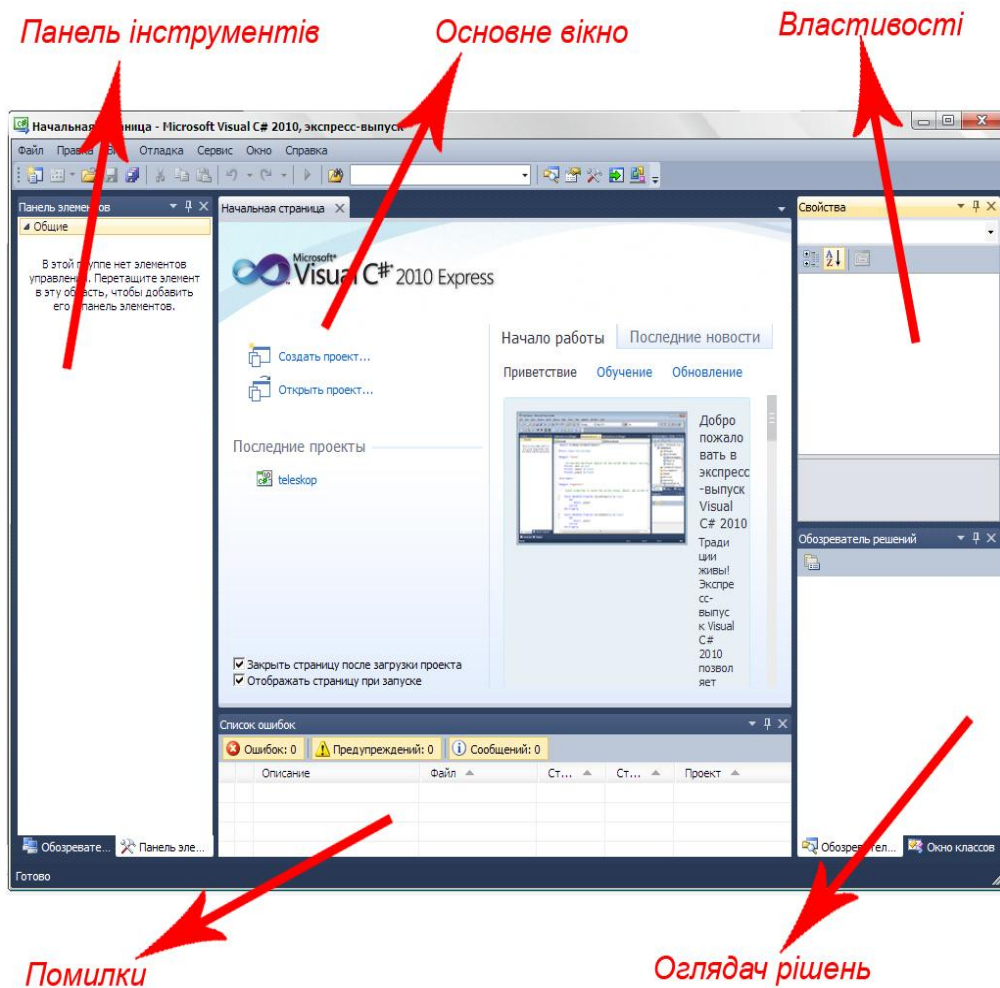 Панель інструментів
Основне вікно
Властивості
Начальная страница - Microsoft Visual C# 2010, экспресс-выпуск
Файл Правка Отладка Сервис Окно Справка
Панель элементов
Общие
В этой группе нет элементов
управления. Перетащите элемент
в эту область, чтобы добавить
его панель элементов.
Начальная страница
Microsoft®
Visual C#® 2010 Express
Создать проект...
Открыть проект...
Последние проекты
teleskop
Закрыть страницу после загрузки проекта
Отображать страницу при запуске
Начало работы Последние новости
Приветствие Обучение Обновление
Добро
пожало
вать в
экспресс
-выпуск
Visual
C# 2010
Тради
ции
живы!
Экспре
сс-
выпус
к Visual
C#
2010
позвол
яет
Свойства
Обозреватель решений
Список ошибок
Ошибок: 0 Предупреждений: 0 Сообщений: 0
Описание Файл Ст... Ст... Проект
Обозревате... Панель эле...
Обозревател... Окно классов
Готово
Помилки
Оглядач рішень